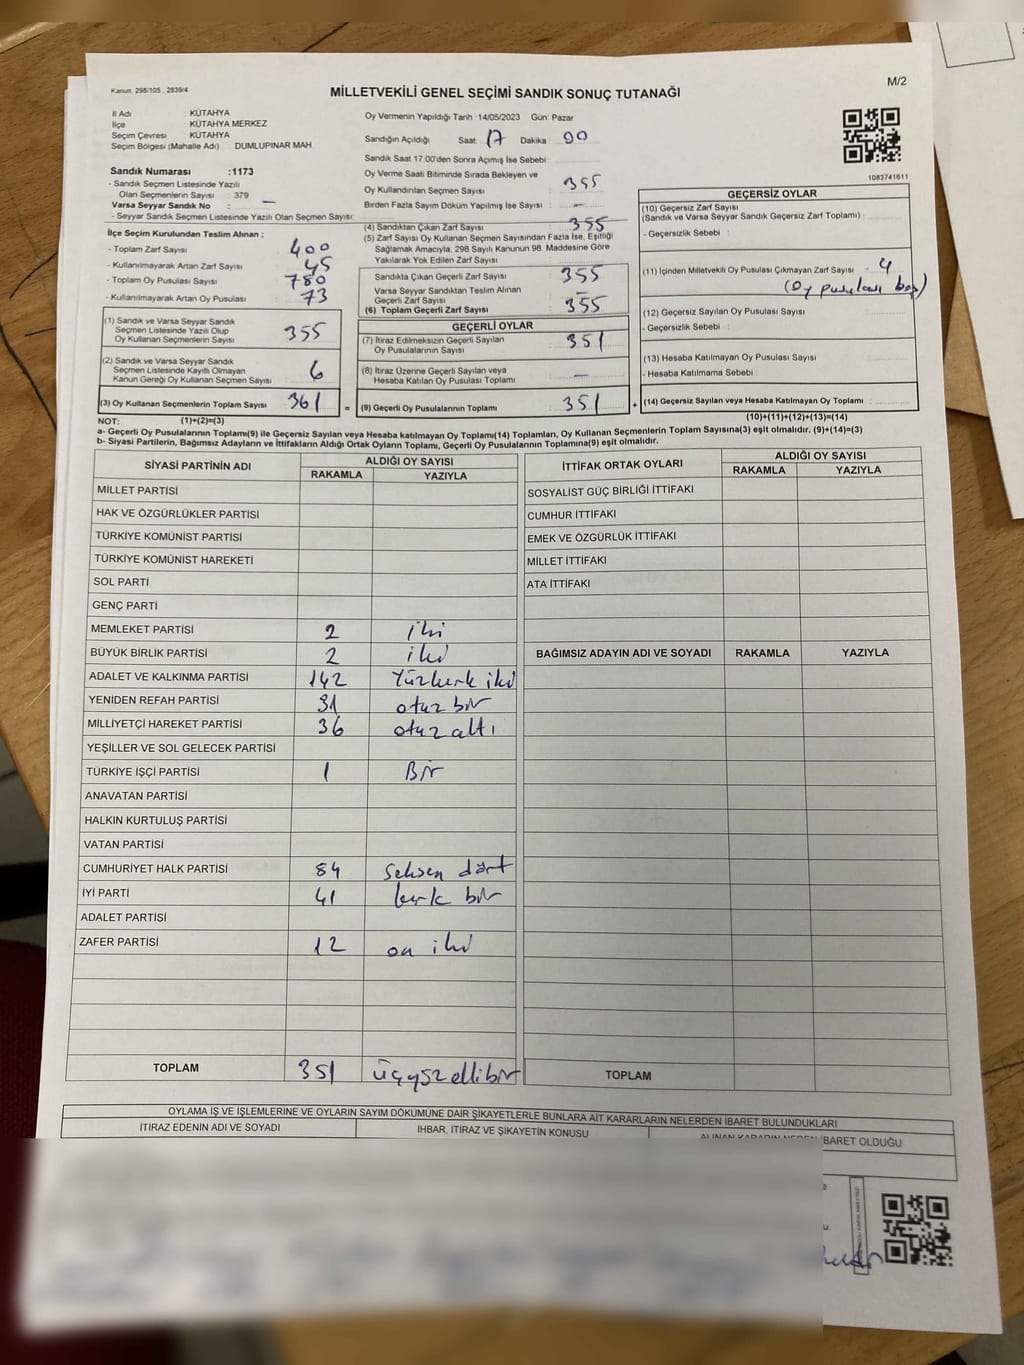 M/2
Kanun, 298/105 , 2839/4
MİLLETVEKİLİ GENEL SEÇİMİ SANDIK SONUÇ TUTANAĞI
İl Adı : KÜTAHYA
İlçe : KÜTAHYA MERKEZ
Seçim Çevresi : KÜTAHYA
Seçim Bölgesi (Mahalle Adı) : DUMLUPINAR MAH.
Sandık Numarası :1173
- Sandık Seçmen Listesinde Yazılı
Olan Seçmenlerin Sayısı : 379
Varsa Seyyar Sandık No : —
- Seyyar Sandık Seçmen Listesinde Yazılı Olan Seçmen Sayısı:
Oy Vermenin Yapıldığı Tarih : 14/05/2023 Gün: Pazar
Sandığın Açıldığı Saat: 17 Dakika : 00
Sandık Saat 17:00'den Sonra Açımış İse Sebebi :
Oy Verme Saati Bitiminde Sırada Bekleyen ve
Oy Kullandırılan Seçmen Sayısı : 355
Birden Fazla Sayım Döküm Yapılmış İse Sayısı : —
(4) Sandıktan Çıkan Zarf Sayısı : 355
(5) Zarf Sayısı Oy Kullanan Seçmen Sayısından Fazla İse, Eşitliği
Sağlamak Amacıyla, 298 Sayılı Kanunun 98. Maddesine Göre
Yakılarak Yok Edilen Zarf Sayısı :
Sandıkta Çıkan Geçerli Zarf Sayısı 355
Varsa Seyyar Sandıktan Teslim Alınan
Geçerli Zarf Sayısı : —
(6) Toplam Geçerli Zarf Sayısı : 355
İlçe Seçim Kurulundan Teslim Alınan ;
- Toplam Zarf Sayısı : 400
- Kullanılmayarak Artan Zarf Sayısı : 45
- Toplam Oy Pusulası Sayısı : 780
- Kullanılmayarak Artan Oy Pusulası : 73
(1) Sandık ve Varsa Seyyar Sandık
Seçmen Listesinde Yazılı Olup
Oy Kullanan Seçmenlerin Sayısı : 355
(2) Sandık ve Varsa Seyyar Sandık
Seçmen Listesinde Kayıtlı Olmayan
Kanun Gereği Oy Kullanan Seçmen Sayısı : 6
(3) Oy Kullanan Seçmenlerin Toplam Sayısı 361
=
GEÇERLİ OYLAR
(7) İtiraz Edilmeksizin Geçerli Sayılan
Oy Pusulalarının Sayısı : 351
(8) İtiraz Üzerine Geçerli Sayılan veya
Hesaba Katılan Oy Pusulası Toplamı : —
(9) Geçerli Oy Pusulalarının Toplamı : 351
+
1083741611
GEÇERSİZ OYLAR
(10) Geçersiz Zarf Sayısı
(Sandık ve Varsa Seyyar Sandık Geçersiz Zarf Toplamı) :
- Geçersizlik Sebebi :
(11) İçinden Milletvekili Oy Pusulası Çıkmayan Zarf Sayısı : 4
(Oy pusulası boş)
(12) Geçersiz Sayılan Oy Pusulası Sayısı :
- Geçersizlik Sebebi :
(13) Hesaba Katılmayan Oy Pusulası Sayısı :
- Hesaba Katılmama Sebebi :
(14) Geçersiz Sayılan veya Hesaba Katılmayan Oy Toplamı :
NOT: (1)+(2)=(3) (10)+(11)+(12)+(13)=(14)
a- Geçerli Oy Pusulalarının Toplamı(9) ile Geçersiz Sayılan veya Hesaba katılmayan Oy Toplamı(14) Toplamları, Oy Kullanan Seçmenlerin Toplam Sayısına(3) eşit olmalıdır. (9)+(14)=(3)
b- Siyasi Partilerin, Bağımsız Adayların ve İttifakların Aldığı Ortak Oyların Toplamı, Geçerli Oy Pusulalarının Toplamına(9) eşit olmalıdır.
SİYASİ PARTİNİN ADI ALDIĞI OY SAYISI
RAKAMLA YAZIYLA
MİLLET PARTİSİ
HAK VE ÖZGÜRLÜKLER PARTİSİ
TÜRKİYE KOMÜNİST PARTİSİ
TÜRKİYE KOMÜNİST HAREKETİ
SOL PARTİ
GENÇ PARTİ
MEMLEKET PARTİSİ 2 iki
BÜYÜK BİRLİK PARTİSİ 2 iki
ADALET VE KALKINMA PARTİSİ 142 Yüzkırk iki
YENİDEN REFAH PARTİSİ 31 otuz bir
MİLLİYETÇİ HAREKET PARTİSİ 36 otuz altı
YEŞİLLER VE SOL GELECEK PARTİSİ
TÜRKİYE İŞÇİ PARTİSİ 1 Bir
ANAVATAN PARTİSİ
HALKIN KURTULUŞ PARTİSİ
VATAN PARTİSİ
CUMHURİYET HALK PARTİSİ 84 Seksen dört
İYİ PARTİ 41 kırk bir
ADALET PARTİSİ
ZAFER PARTİSİ 12 on iki
TOPLAM 351 üçyüzellibir
İTTİFAK ORTAK OYLARI ALDIĞI OY SAYISI
RAKAMLA YAZIYLA
SOSYALİST GÜÇ BİRLİĞİ İTTİFAKI
CUMHUR İTTİFAKI
EMEK VE ÖZGÜRLÜK İTTİFAKI
MİLLET İTTİFAKI
ATA İTTİFAKI
BAĞIMSIZ ADAYIN ADI VE SOYADI RAKAMLA YAZIYLA
TOPLAM
OYLAMA İŞ VE İŞLEMLERİNE VE OYLARIN SAYIM DÖKÜMÜNE DAİR ŞİKAYETLERLE BUNLARA AİT KARARLARIN NELERDEN İBARET BULUNDUKLARI
İTİRAZ EDENİN ADI VE SOYADI İHBAR, İTİRAZ VE ŞİKAYETİN KONUSU ALINAN KARARIN NEDEN İBARET OLDUĞU